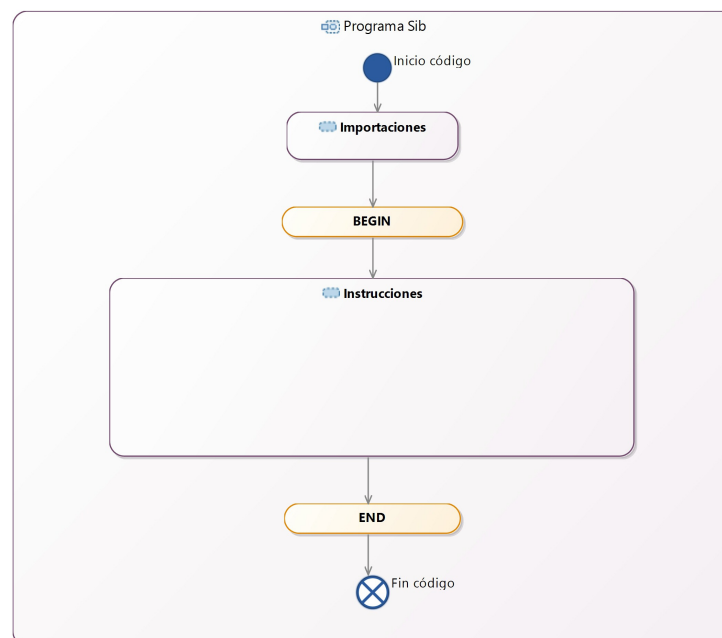 Programa Sib
Inicio código
Importaciones
BEGIN
Instrucciones
END
Fin código